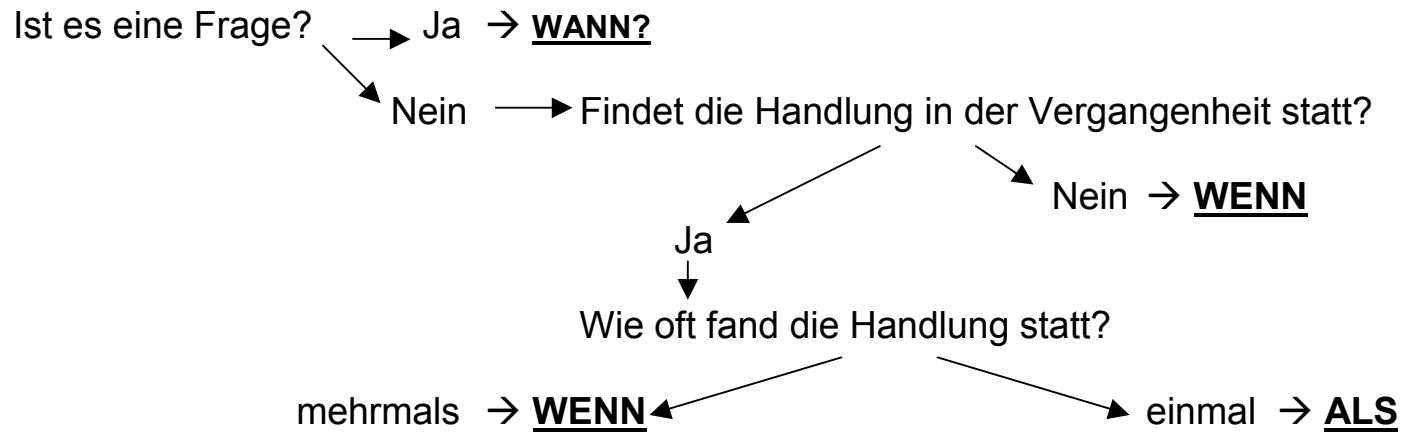 Ist es eine Frage? Ja → WANN?
Nein Findet die Handlung in der Vergangenheit statt?
Nein → WENN
Ja
Wie oft fand die Handlung statt?
mehrmals → WENN einmal → ALS